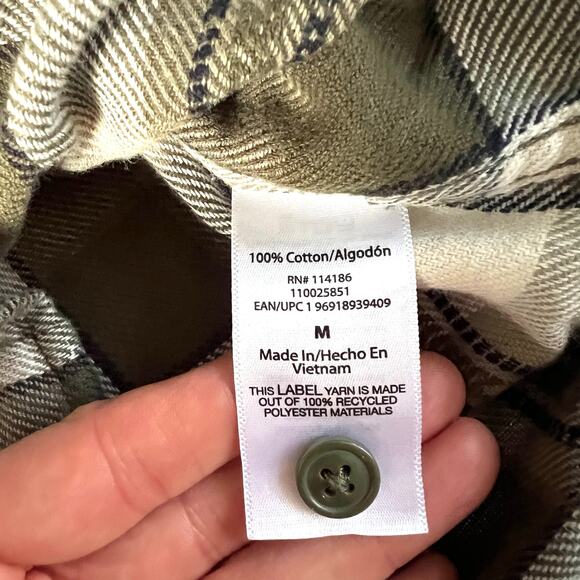 100% Cotton/Algodón
RN# 114186
110025851
EAN/UPC 1 96918939409
M
Made In/Hecho En
Vietnam
THIS LABEL YARN IS MADE
OUT OF 100% RECYCLED
POLYESTER MATERIALS